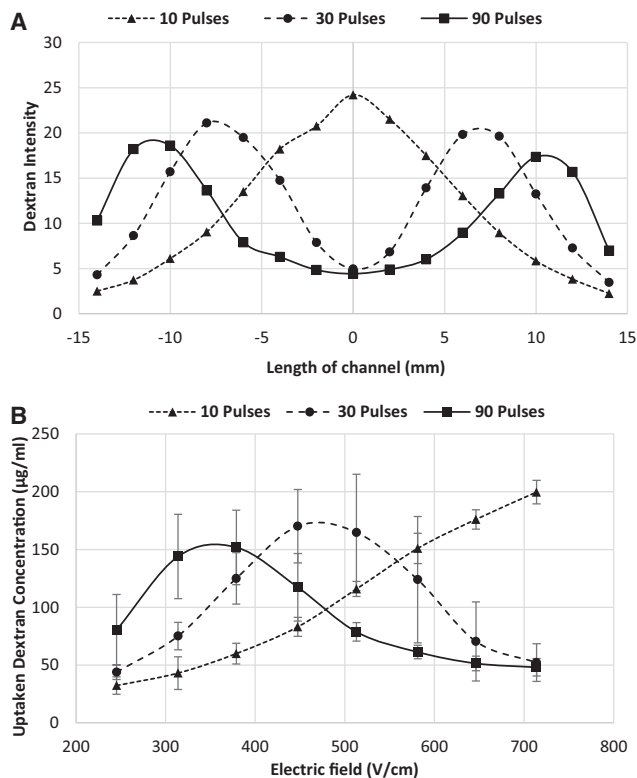 A
10 Pulses 30 Pulses 90 Pulses
30
25
20
15
10
5
0
Dextran Intensity
-15 -10 -5 0 5 10 15
Length of channel (mm)
B
10 Pulses 30 Pulses 90 Pulses
250
200
150
100
50
0
Uptaken Dextran Concentration (μg/ml)
200 300 400 500 600 700 800
Electric field (V/cm)